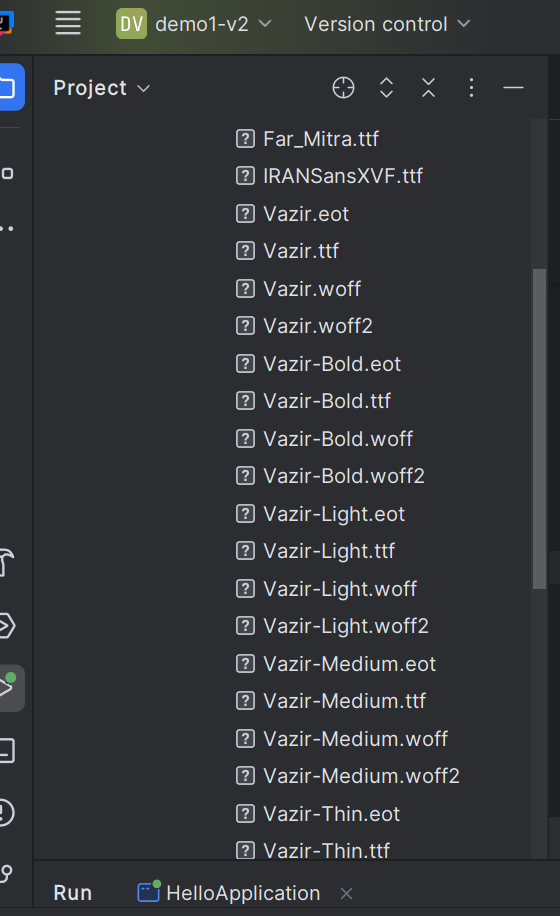 DV demo1-v2 Version control
Project
Far_Mitra.ttf
IRANSansXVF.ttf
Vazir.eot
Vazir.ttf
Vazir.woff
Vazir.woff2
Vazir-Bold.eot
Vazir-Bold.ttf
Vazir-Bold.woff
Vazir-Bold.woff2
Vazir-Light.eot
Vazir-Light.ttf
Vazir-Light.woff
Vazir-Light.woff2
Vazir-Medium.eot
Vazir-Medium.ttf
Vazir-Medium.woff
Vazir-Medium.woff2
Vazir-Thin.eot
Vazir-Thin.ttf
Run HelloApplication